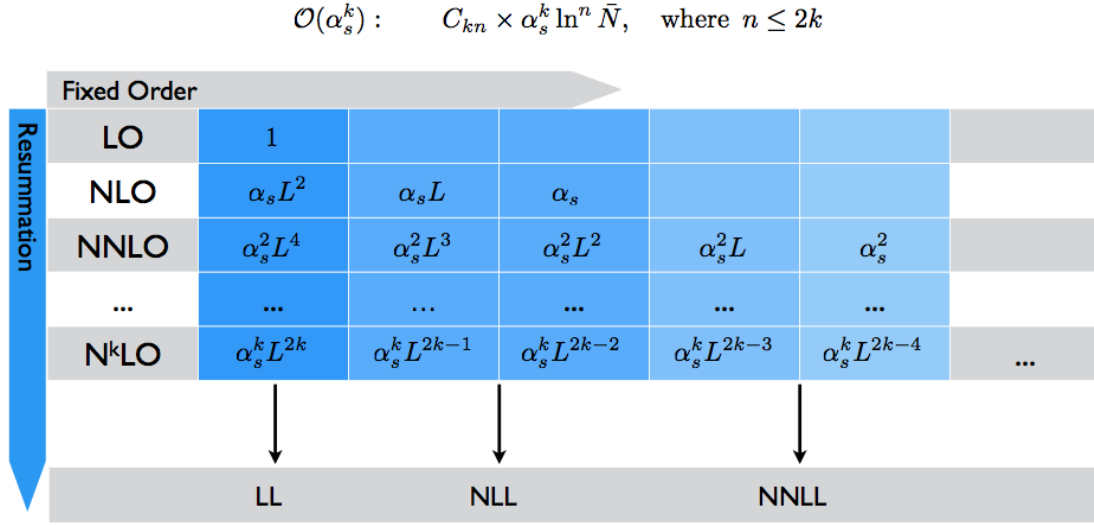 𝒪(α_s^k) : C_{kn} × α_s^k ln^n N̄, where n ≤ 2k
Fixed Order
Resummation
LO 1
NLO α_s L^2 α_s L α_s
NNLO α_s^2 L^4 α_s^2 L^3 α_s^2 L^2 α_s^2 L α_s^2
... ... ... ... ... ...
N^kLO α_s^k L^{2k} α_s^k L^{2k−1} α_s^k L^{2k−2} α_s^k L^{2k−3} α_s^k L^{2k−4} ...
LL NLL NNLL